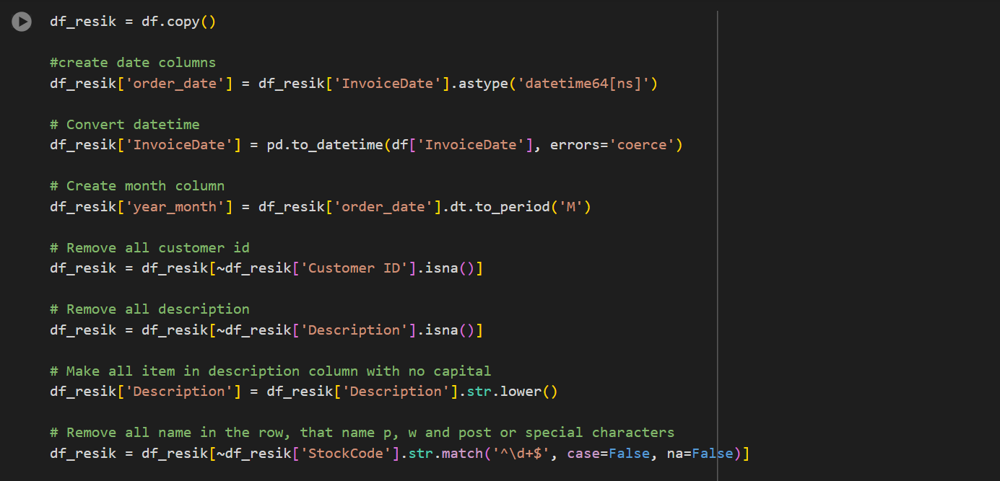 df_resik = df.copy()
#create date columns
df_resik['order_date'] = df_resik['InvoiceDate'].astype('datetime64[ns]')
# Convert datetime
df_resik['InvoiceDate'] = pd.to_datetime(df['InvoiceDate'], errors='coerce')
# Create month column
df_resik['year_month'] = df_resik['order_date'].dt.to_period('M')
# Remove all customer id
df_resik = df_resik[~df_resik['Customer ID'].isna()]
# Remove all description
df_resik = df_resik[~df_resik['Description'].isna()]
# Make all item in description column with no capital
df_resik['Description'] = df_resik['Description'].str.lower()
# Remove all name in the row, that name p, w and post or special characters
df_resik = df_resik[~df_resik['StockCode'].str.match('^\d+$', case=False, na=False)]